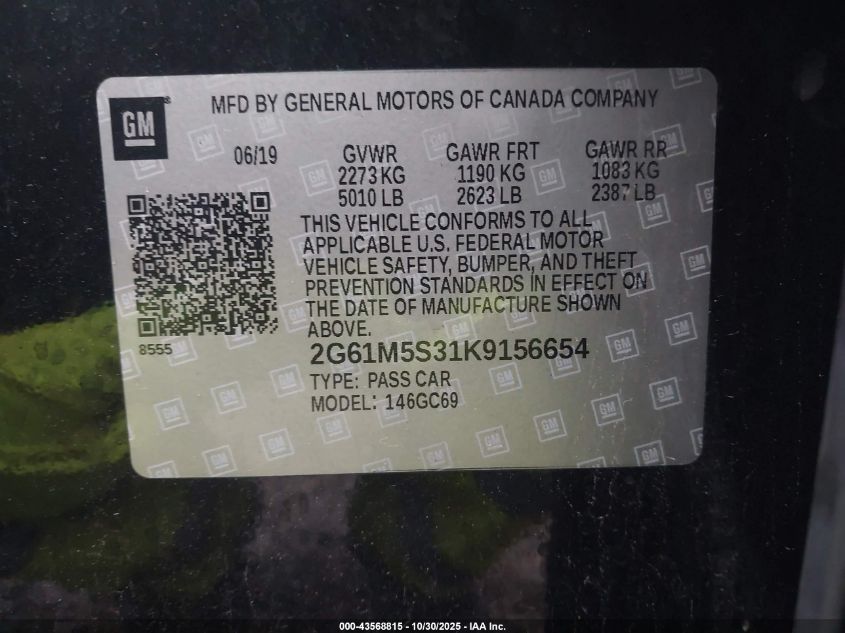 GM
MFD BY GENERAL MOTORS OF CANADA COMPANY
06/19 GVWR GAWR FRT GAWR RR
2273 KG 1190 KG 1083 KG
5010 LB 2623 LB 2387 LB
THIS VEHICLE CONFORMS TO ALL
APPLICABLE U.S. FEDERAL MOTOR
VEHICLE SAFETY, BUMPER, AND THEFT
PREVENTION STANDARDS IN EFFECT ON
THE DATE OF MANUFACTURE SHOWN
ABOVE.
8555
2G61M5S31K9156654
TYPE: PASS CAR
MODEL: 146GC69
000-43568815 - 10/30/2025 - IAA Inc.